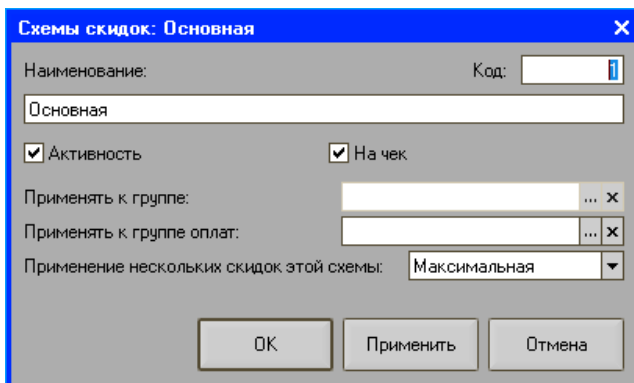 Схемы скидок: Основная
Наименование: Код: 1
Основная
Активность На чек
Применять к группе: ...
Применять к группе оплат: ...
Применение нескольких скидок этой схемы: Максимальная
OK Применить Отмена